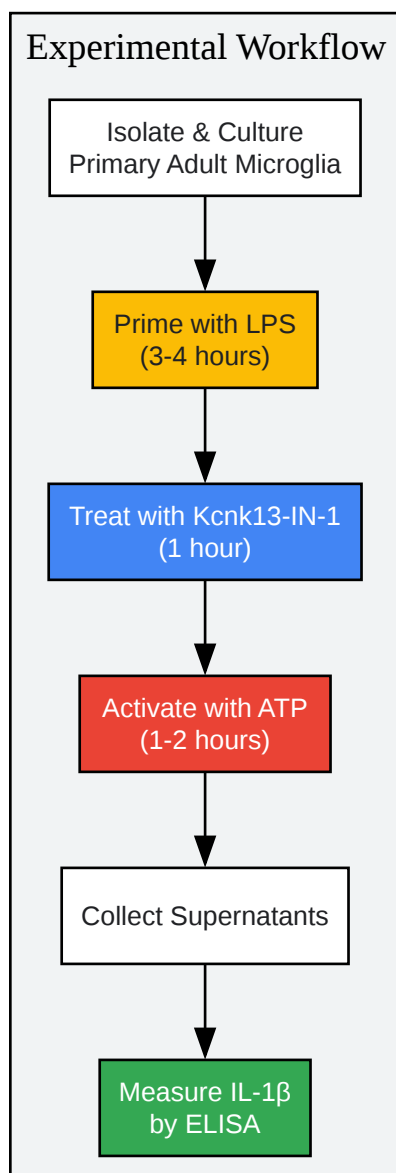 Experimental Workflow
Isolate & Culture
Primary Adult Microglia
Prime with LPS
(3-4 hours)
Treat with Kcnk13-IN-1
(1 hour)
Activate with ATP
(1-2 hours)
Collect Supernatants
Measure IL-1β
by ELISA